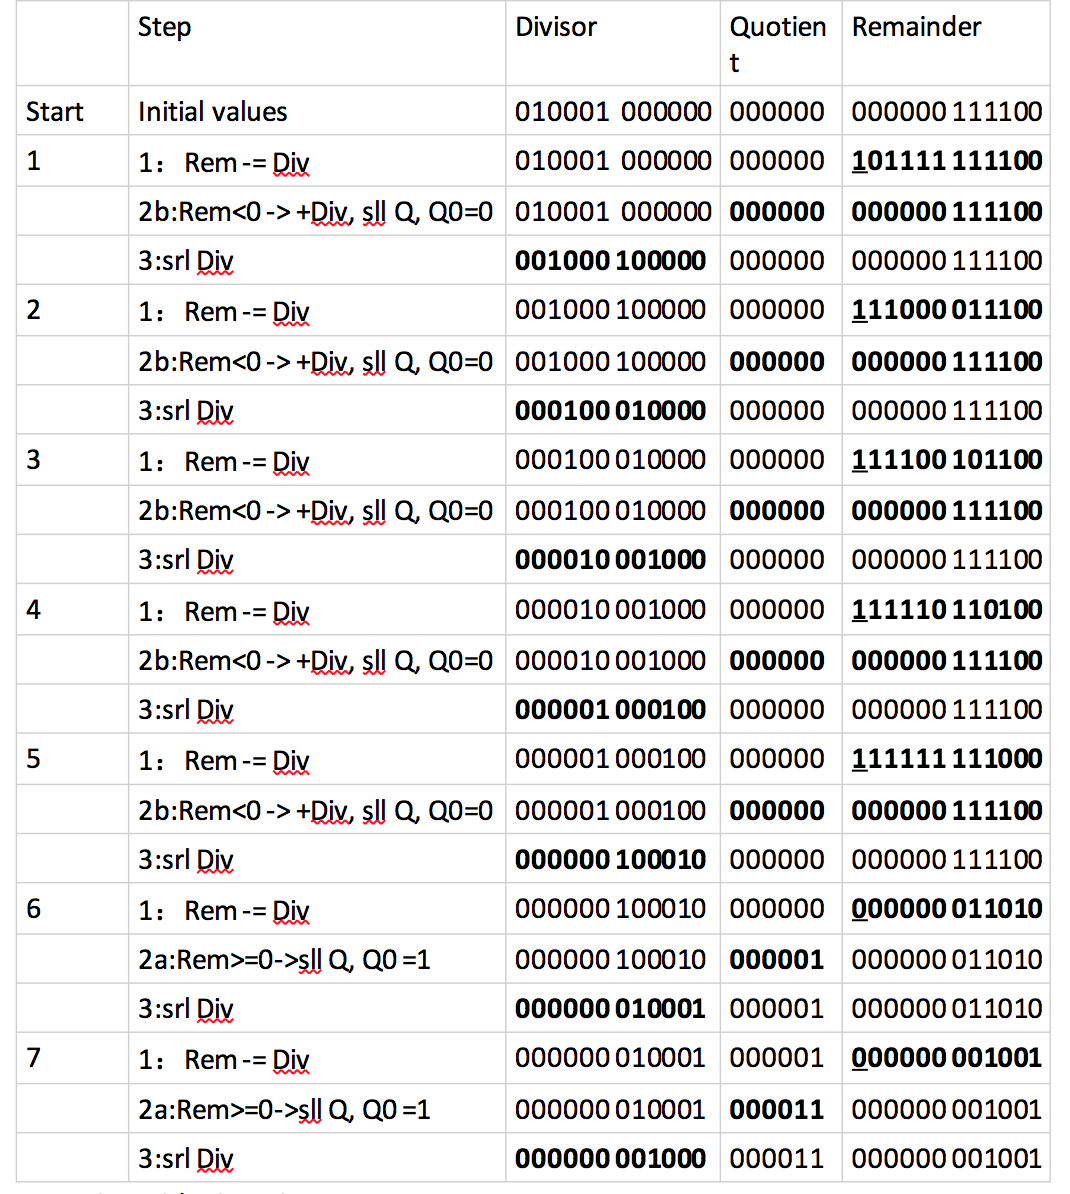 Step Divisor Quotien Remainder
t
Start Initial values 010001 000000 000000 000000 111100
1 1： Rem -= Div 010001 000000 000000 101111 111100
2b:Rem<0 -> +Div, sll Q, Q0=0 010001 000000 000000 000000 111100
3:srl Div 001000 100000 000000 000000 111100
2 1： Rem -= Div 001000 100000 000000 111000 011100
2b:Rem<0 -> +Div, sll Q, Q0=0 001000 100000 000000 000000 111100
3:srl Div 000100 010000 000000 000000 111100
3 1： Rem -= Div 000100 010000 000000 111100 101100
2b:Rem<0 -> +Div, sll Q, Q0=0 000100 010000 000000 000000 111100
3:srl Div 000010 001000 000000 000000 111100
4 1： Rem -= Div 000010 001000 000000 111110 110100
2b:Rem<0 -> +Div, sll Q, Q0=0 000010 001000 000000 000000 111100
3:srl Div 000001 000100 000000 000000 111100
5 1： Rem -= Div 000001 000100 000000 111111 111000
2b:Rem<0 -> +Div, sll Q, Q0=0 000001 000100 000000 000000 111100
3:srl Div 000000 100010 000000 000000 111100
6 1： Rem -= Div 000000 100010 000000 000000 011010
2a:Rem>=0->sll Q, Q0 =1 000000 100010 000001 000000 011010
3:srl Div 000000 010001 000001 000000 011010
7 1： Rem -= Div 000000 010001 000001 000000 001001
2a:Rem>=0->sll Q, Q0 =1 000000 010001 000011 000000 001001
3:srl Div 000000 001000 000011 000000 001001